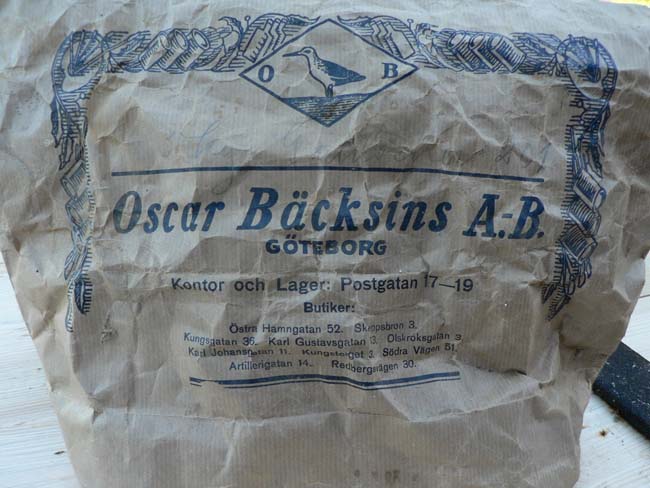 O B
Oscar Bäcksins A.-B.
GÖTEBORG
Kontor och Lager: Postgatan 17—19
Butiker:
Östra Hamngatan 52. Skeppsbron 3.
Kungsgatan 36. Karl Gustavsgatan 13. Olskroksgatan 3.
Karl Johansgatan 11. Kungstorget 3. Södra Vägen 51.
Artillerigatan 14. Redbergsvägen 30.